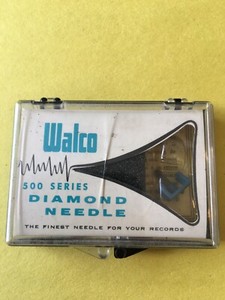 Walco
500 SERIES
DIAMOND
NEEDLE
THE FINEST NEEDLE FOR YOUR RECORDS